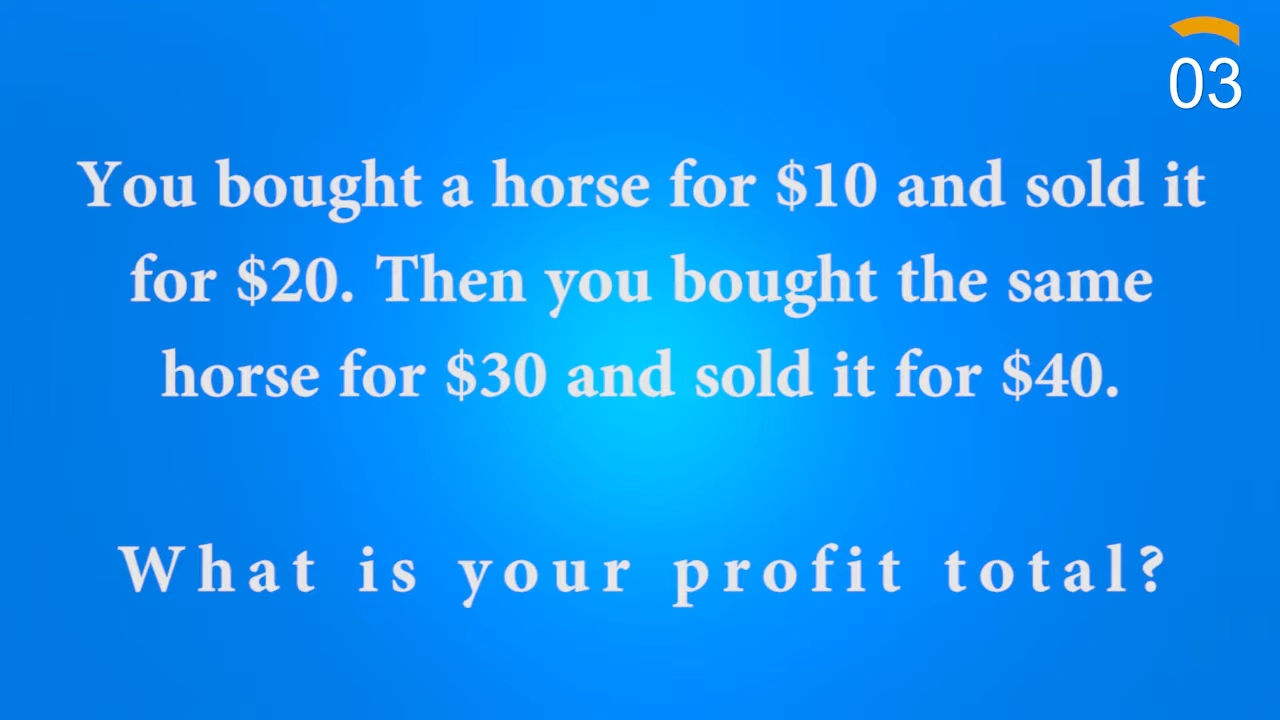 03
You bought a horse for $10 and sold it
for $20. Then you bought the same
horse for $30 and sold it for $40.
What is your profit total?